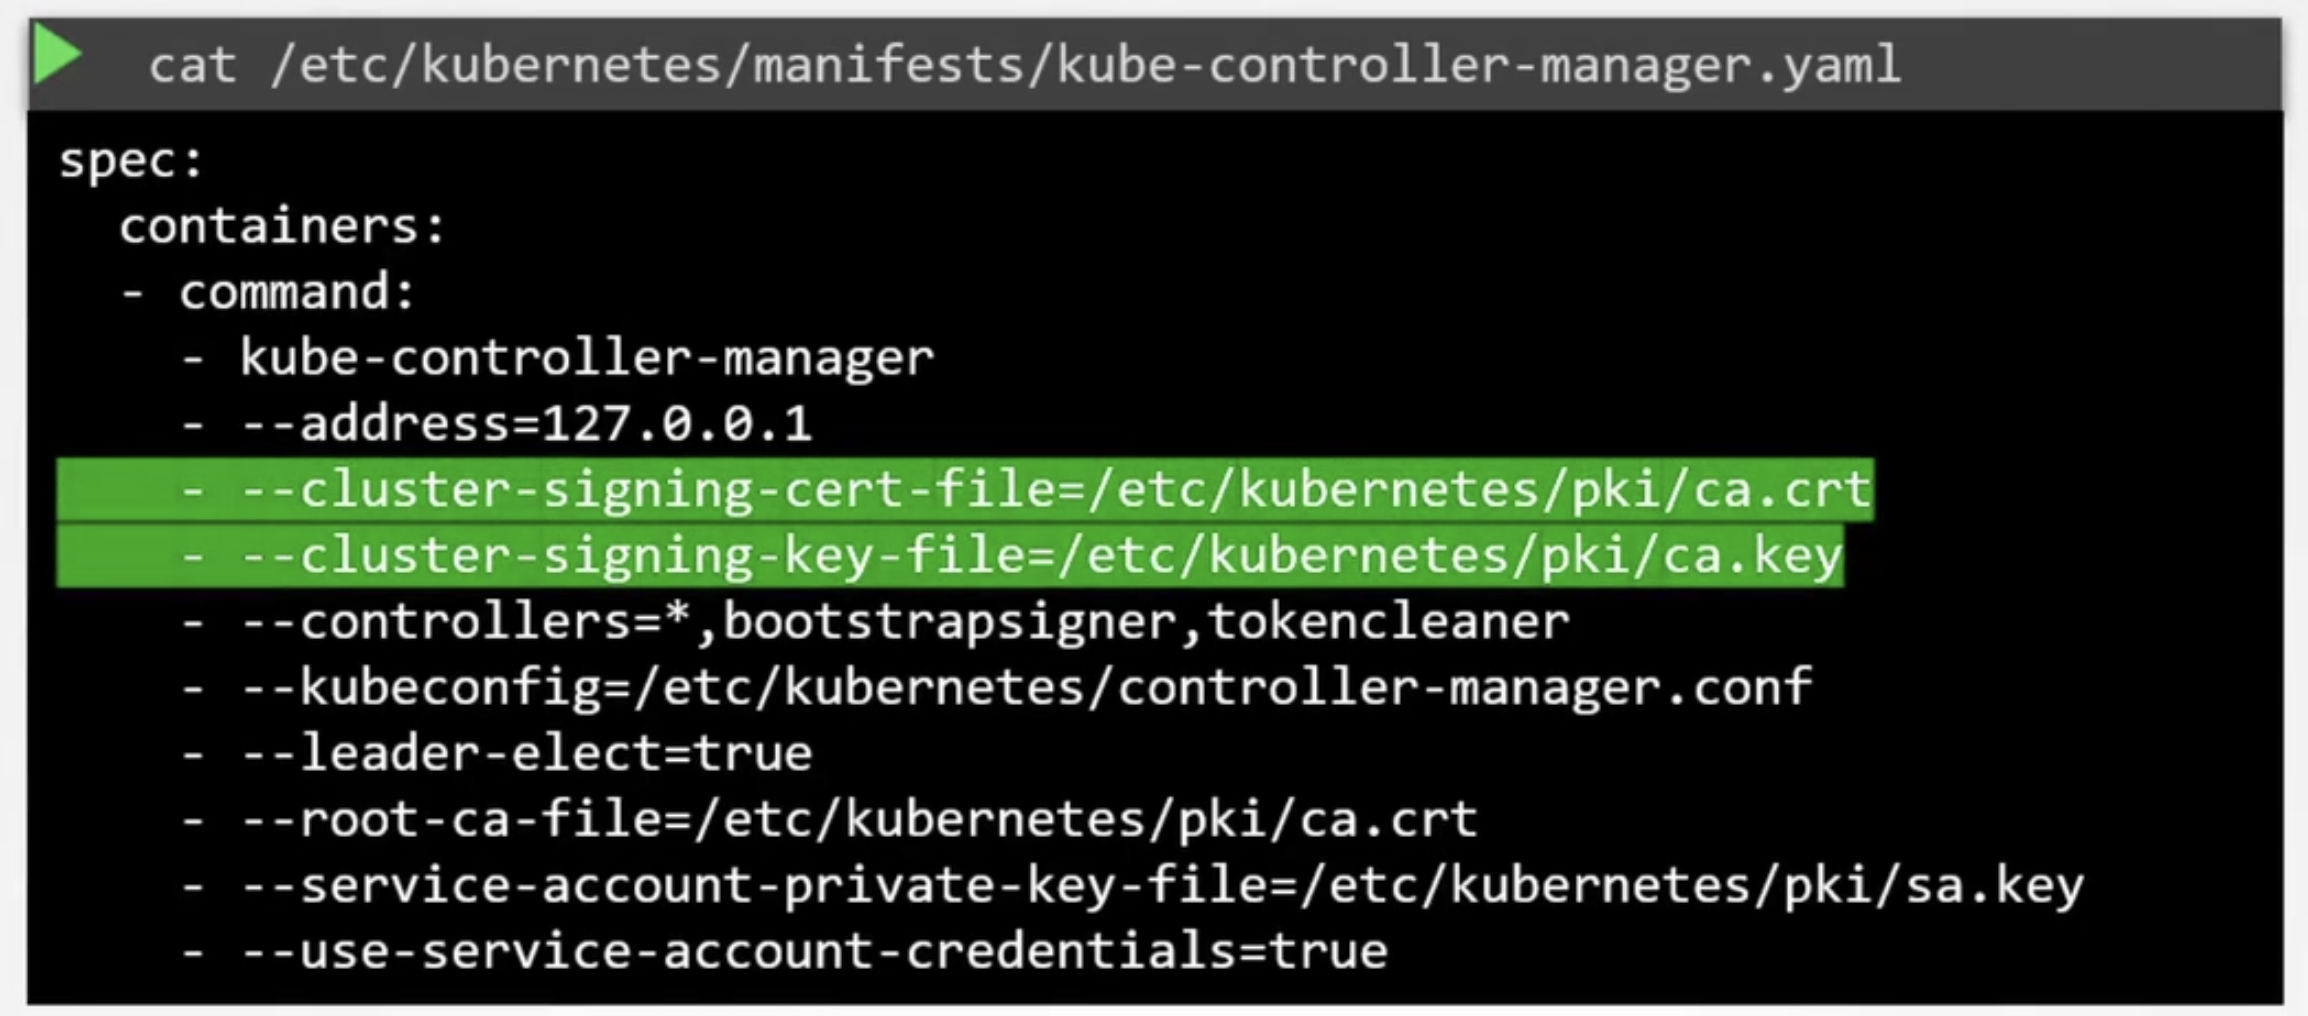 cat /etc/kubernetes/manifests/kube-controller-manager.yaml
spec:
  containers:
  - command:
    - kube-controller-manager
    - --address=127.0.0.1
    - --cluster-signing-cert-file=/etc/kubernetes/pki/ca.crt
    - --cluster-signing-key-file=/etc/kubernetes/pki/ca.key
    - --controllers=*,bootstrapsigner,tokencleaner
    - --kubeconfig=/etc/kubernetes/controller-manager.conf
    - --leader-elect=true
    - --root-ca-file=/etc/kubernetes/pki/ca.crt
    - --service-account-private-key-file=/etc/kubernetes/pki/sa.key
    - --use-service-account-credentials=true